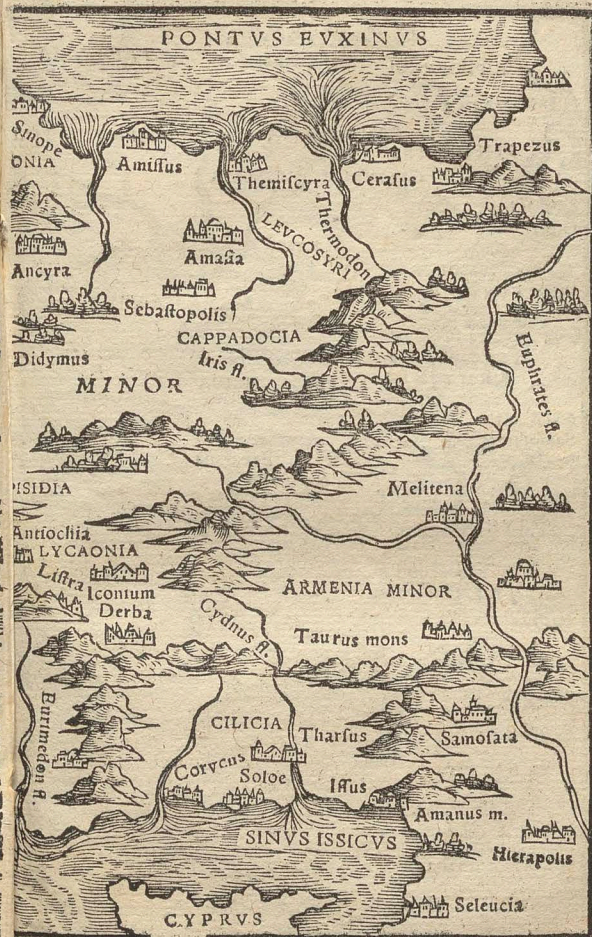 PONTVS EVXINVS
Sinope
ONIA
Amiſſus
Themiſcyra
Ceraſus
Trapezus
Thermodon
LEVCOSYRI
Amaſia
Ancyra
Sebaſtopolis
CAPPADOCIA
Didymus
Iris fl.
Euphrates fl.
MINOR
PISIDIA
Melitena
Antiochia
LYCAONIA
Liſtra
Iconium
Derba
ARMENIA MINOR
Cydnus fl.
Taurus mons
Eurimedon fl.
CILICIA
Tharſus
Samoſata
Corycus
Soloe
Iſſus
Amanus m.
SINVS ISSICVS
Hierapolis
CYPRVS
Seleucia